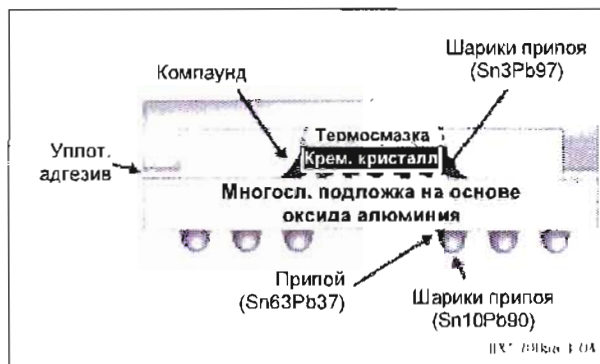 Шарики припоя
(Sn3Pb97)
Компаунд
Термосмазка
Крем. кристалл
Уплот.
адгезив
Многосл. подложка на основе
оксида алюминия
Припой
(Sn63Pb37)
Шарики припоя
(Sn10Pb90)